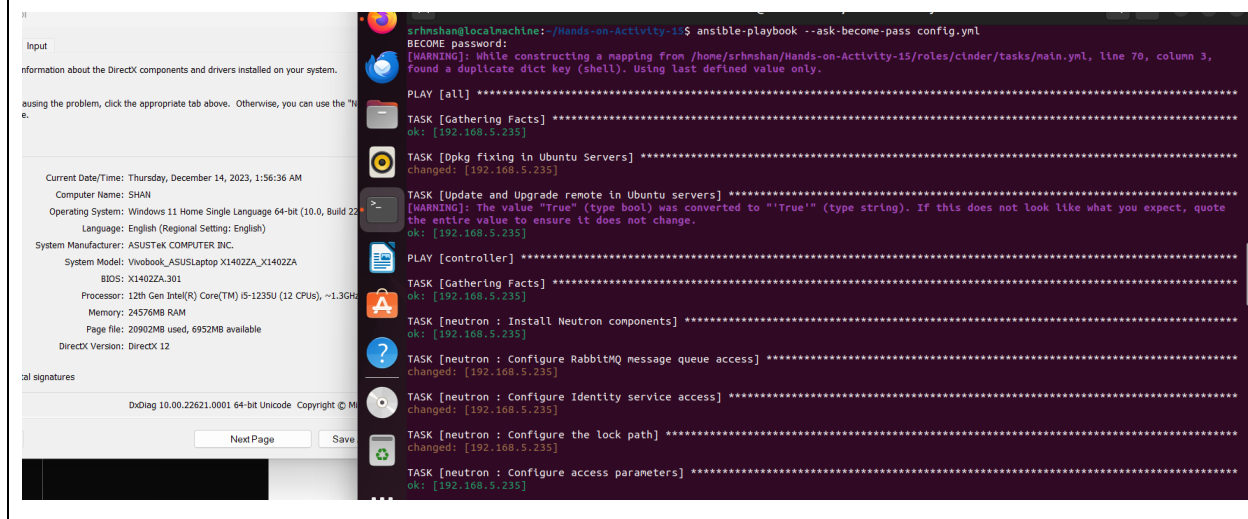 Input
nformation about the DirectX components and drivers installed on your system.
ausing the problem, click the appropriate tab above. Otherwise, you can use the "N
e.
Current Date/Time: Thursday, December 14, 2023, 1:56:36 AM
Computer Name: SHAN
Operating System: Windows 11 Home Single Language 64-bit (10.0, Build 22
Language: English (Regional Setting: English)
System Manufacturer: ASUSTeK COMPUTER INC.
System Model: Vivobook_ASUSLaptop X1402ZA_X1402ZA
BIOS: X1402ZA.301
Processor: 12th Gen Intel(R) Core(TM) i5-1235U (12 CPUs), ~1.3GHz
Memory: 24576MB RAM
Page file: 20902MB used, 6952MB available
DirectX Version: DirectX 12
tal signatures
DxDiag 10.00.22621.0001 64-bit Unicode Copyright © Mi
Next Page Save
srhmshan@localmachine:~/Hands-on-Activity-15$ ansible-playbook --ask-become-pass config.yml
BECOME password:
[WARNING]: While constructing a mapping from /home/srhmshan/Hands-on-Activity-15/roles/cinder/tasks/main.yml, line 70, column 3,
found a duplicate dict key (shell). Using last defined value only.
PLAY [all] ******************************************************************************************************************
TASK [Gathering Facts] ******************************************************************************************************
ok: [192.168.5.235]
TASK [Dpkg fixing in Ubuntu Servers] ****************************************************************************************
changed: [192.168.5.235]
TASK [Update and Upgrade remote in Ubuntu servers] **************************************************************************
[WARNING]: The value "True" (type bool) was converted to "'True'" (type string). If this does not look like what you expect, quote
the entire value to ensure it does not change.
ok: [192.168.5.235]
PLAY [controller] ***********************************************************************************************************
TASK [Gathering Facts] ******************************************************************************************************
ok: [192.168.5.235]
TASK [neutron : Install Neutron components] *********************************************************************************
ok: [192.168.5.235]
TASK [neutron : Configure RabbitMQ message queue access] ********************************************************************
changed: [192.168.5.235]
TASK [neutron : Configure Identity service access] **************************************************************************
changed: [192.168.5.235]
TASK [neutron : Configure the lock path] ************************************************************************************
changed: [192.168.5.235]
TASK [neutron : Configure access parameters] ********************************************************************************
ok: [192.168.5.235]